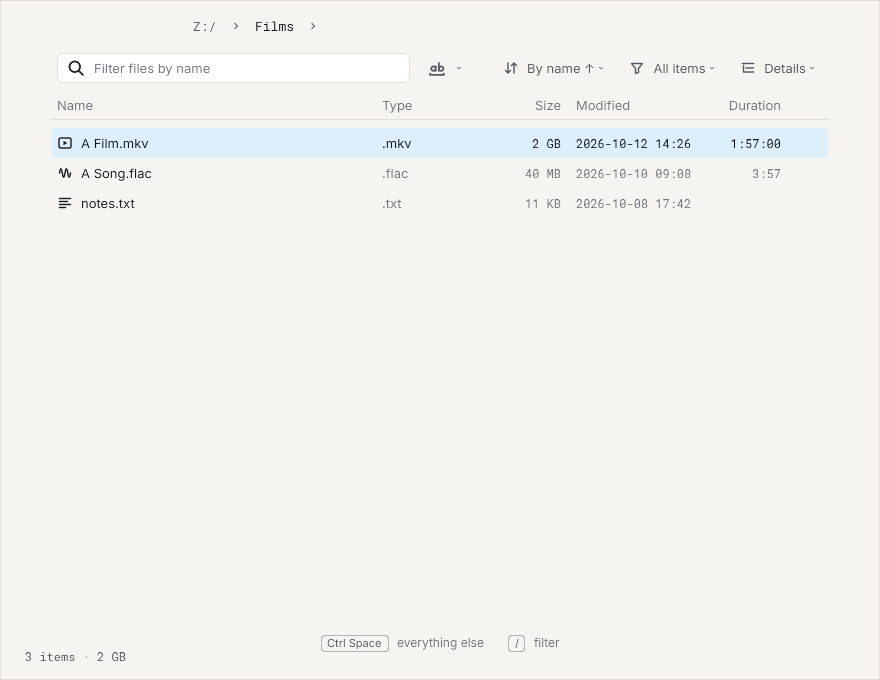 Z:/ › Films ›
Filter files by name ab By name ↑ All items Details
Name Type Size Modified Duration
A Film.mkv .mkv 2 GB 2026-10-12 14:26 1:57:00
A Song.flac .flac 40 MB 2026-10-10 09:08 3:57
notes.txt .txt 11 KB 2026-10-08 17:42
Ctrl Space everything else / filter
3 items · 2 GB